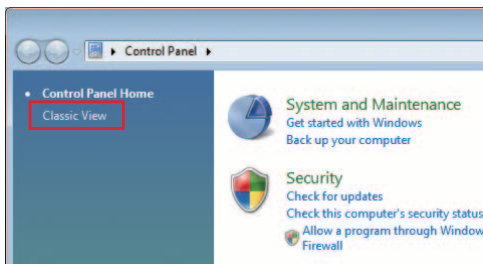 Control Panel
Control Panel Home
Classic View
System and Maintenance
Get started with Windows
Back up your computer
Security
Check for updates
Check this computer's security status
Allow a program through Window
Firewall